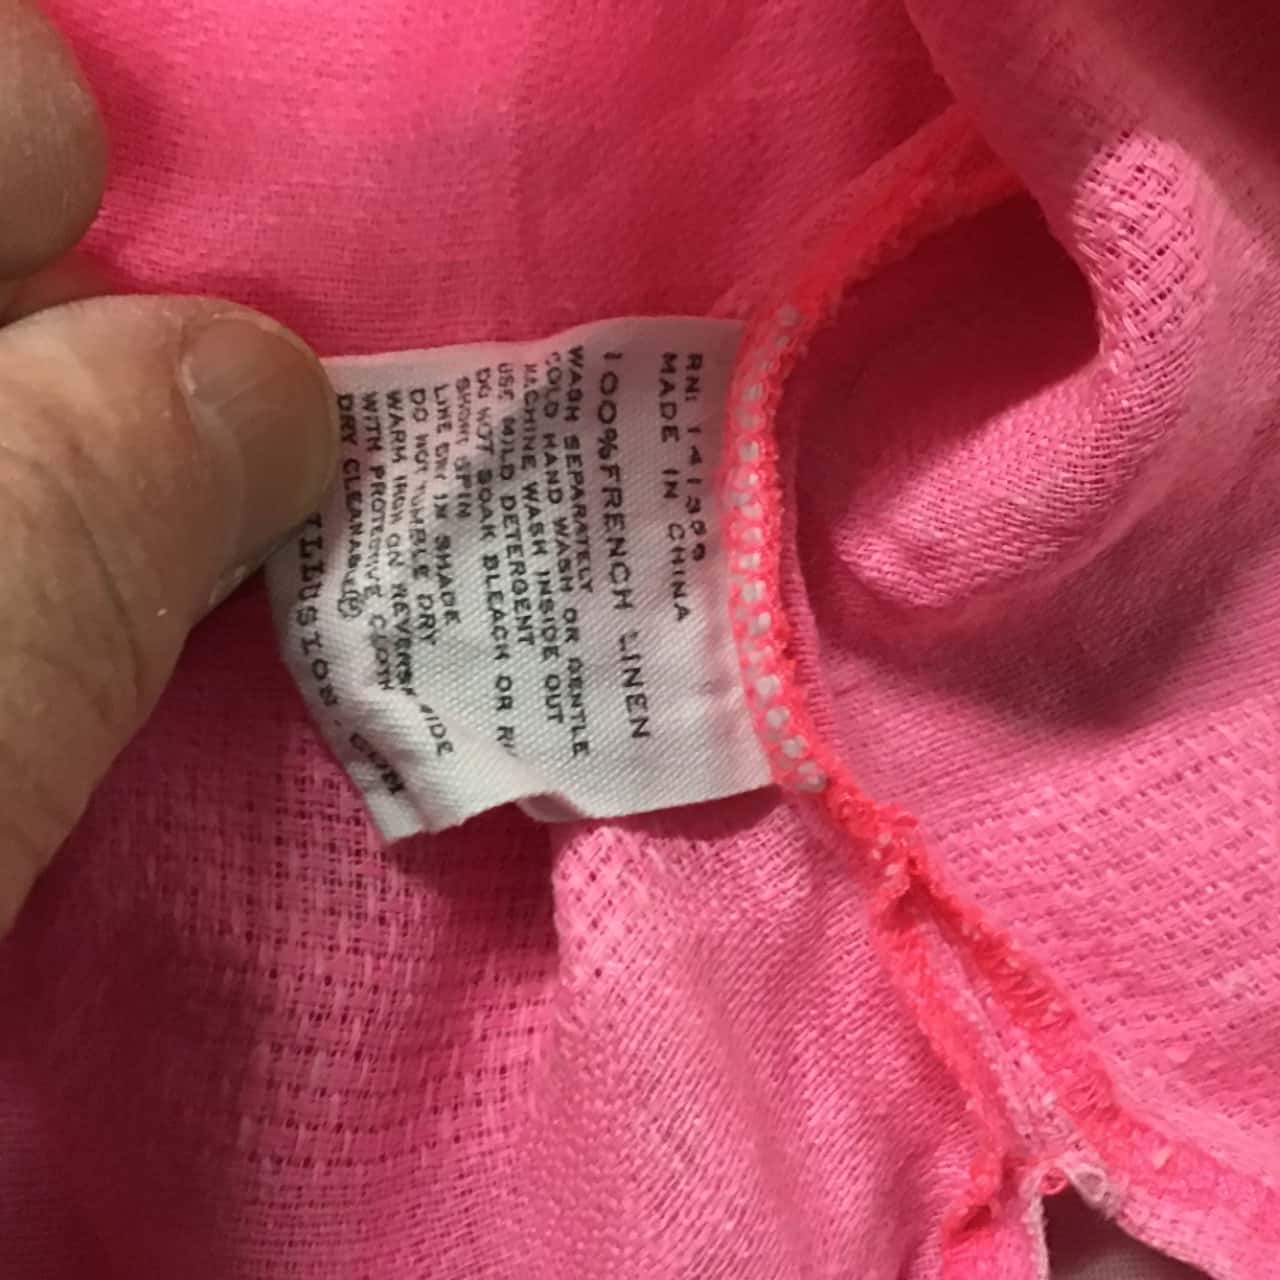 MADE IN CHINA
100%FRENCH LINEN
WASH SEPARATELY
COLD HAND WASH OR GENTLE
MACHINE WASH INSIDE OUT
USE MILD DETERGENT
DO NOT SOAK BLEACH OR
SHORT SPIN
LINE DRY IN SHADE
DO NOT TUMBLE DRY
WARM IRON ON REVERSE SIDE
WITH PROTECTIVE CLOTH
DRY CLEANABLE